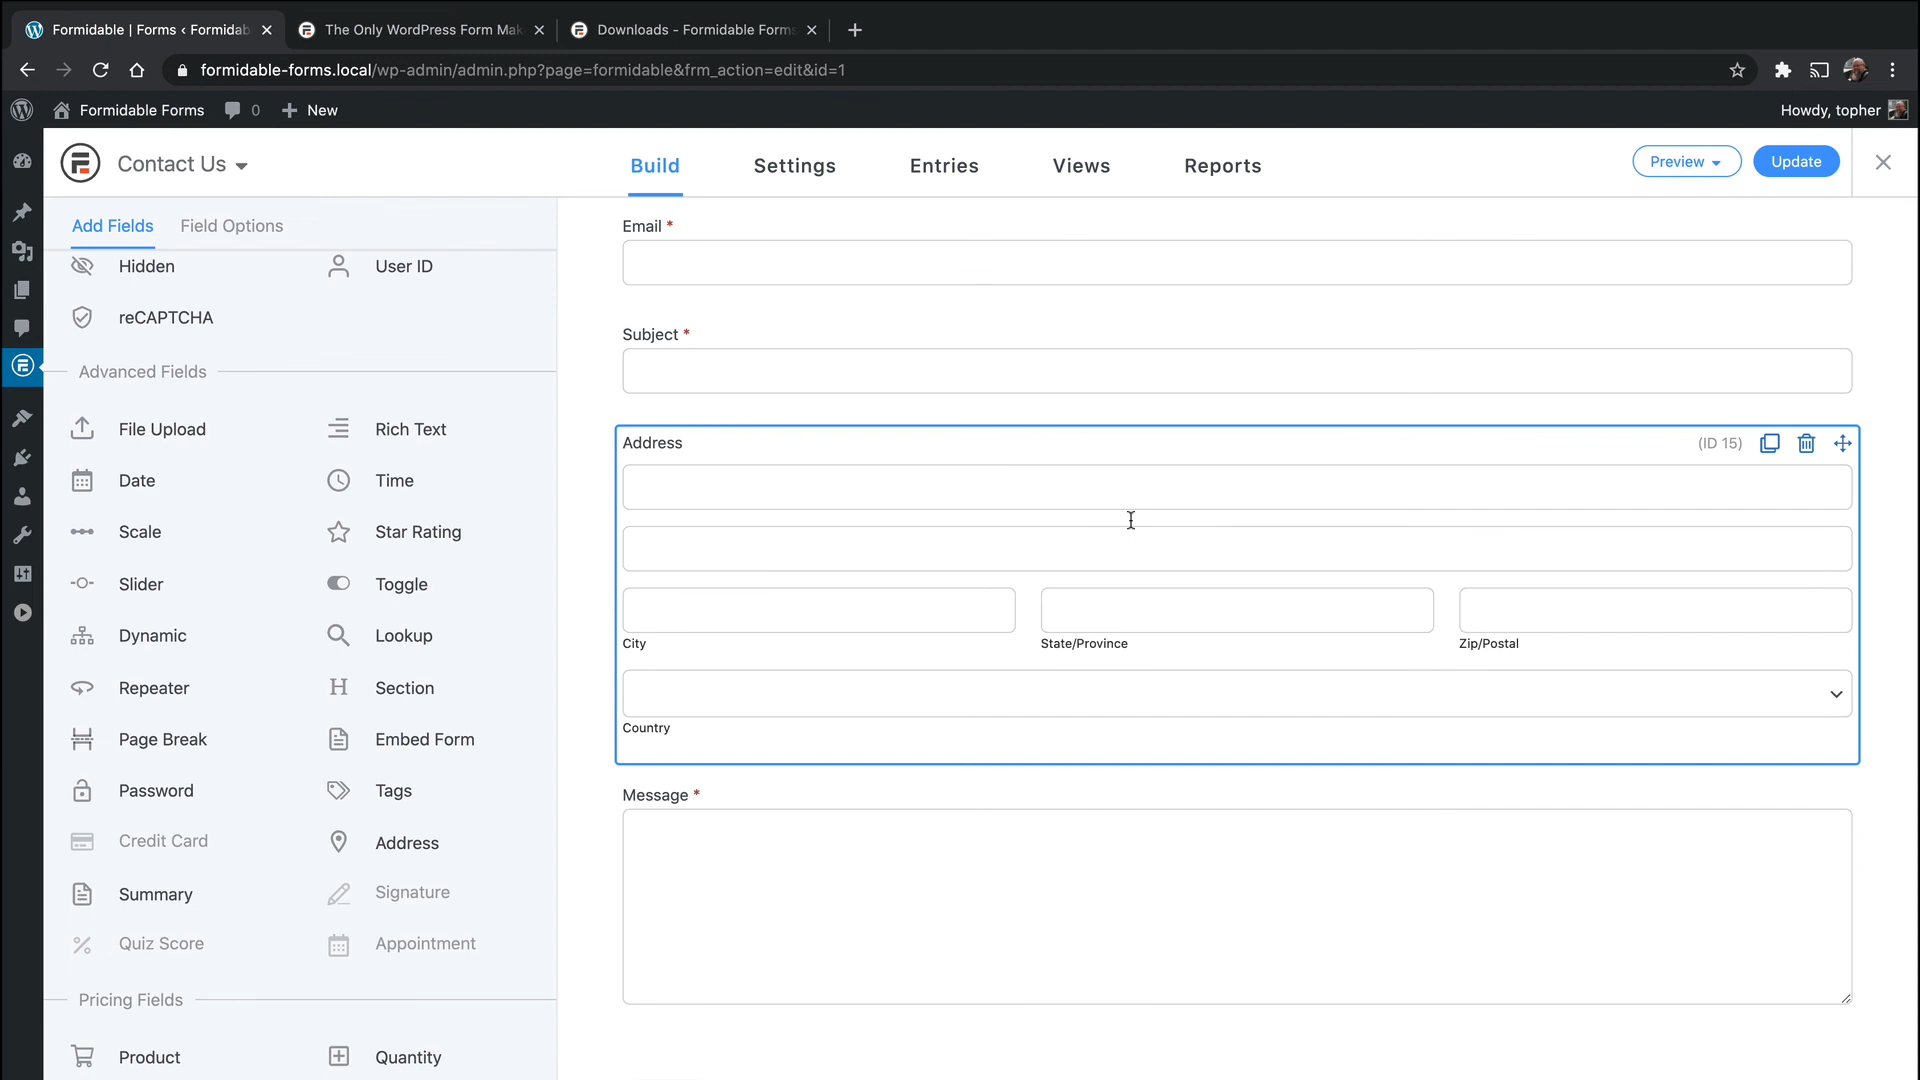 Formidable | Forms ‹ Formidab
The Only WordPress Form Mak
Downloads - Formidable Forms
formidable-forms.local/wp-admin/admin.php?page=formidable&frm_action=edit&id=1
Formidable Forms
0
New
Howdy, topher
Contact Us
Build
Settings
Entries
Views
Reports
Preview
Update
Add Fields
Field Options
Hidden
User ID
reCAPTCHA
Advanced Fields
File Upload
Rich Text
Date
Time
Scale
Star Rating
Slider
Toggle
Dynamic
Lookup
Repeater
H Section
Page Break
Embed Form
Password
Tags
Credit Card
Address
Summary
Signature
Quiz Score
Appointment
Pricing Fields
Product
Quantity
Email *
Subject *
Address
(ID 15)
City
State/Province
Zip/Postal
Country
Message *